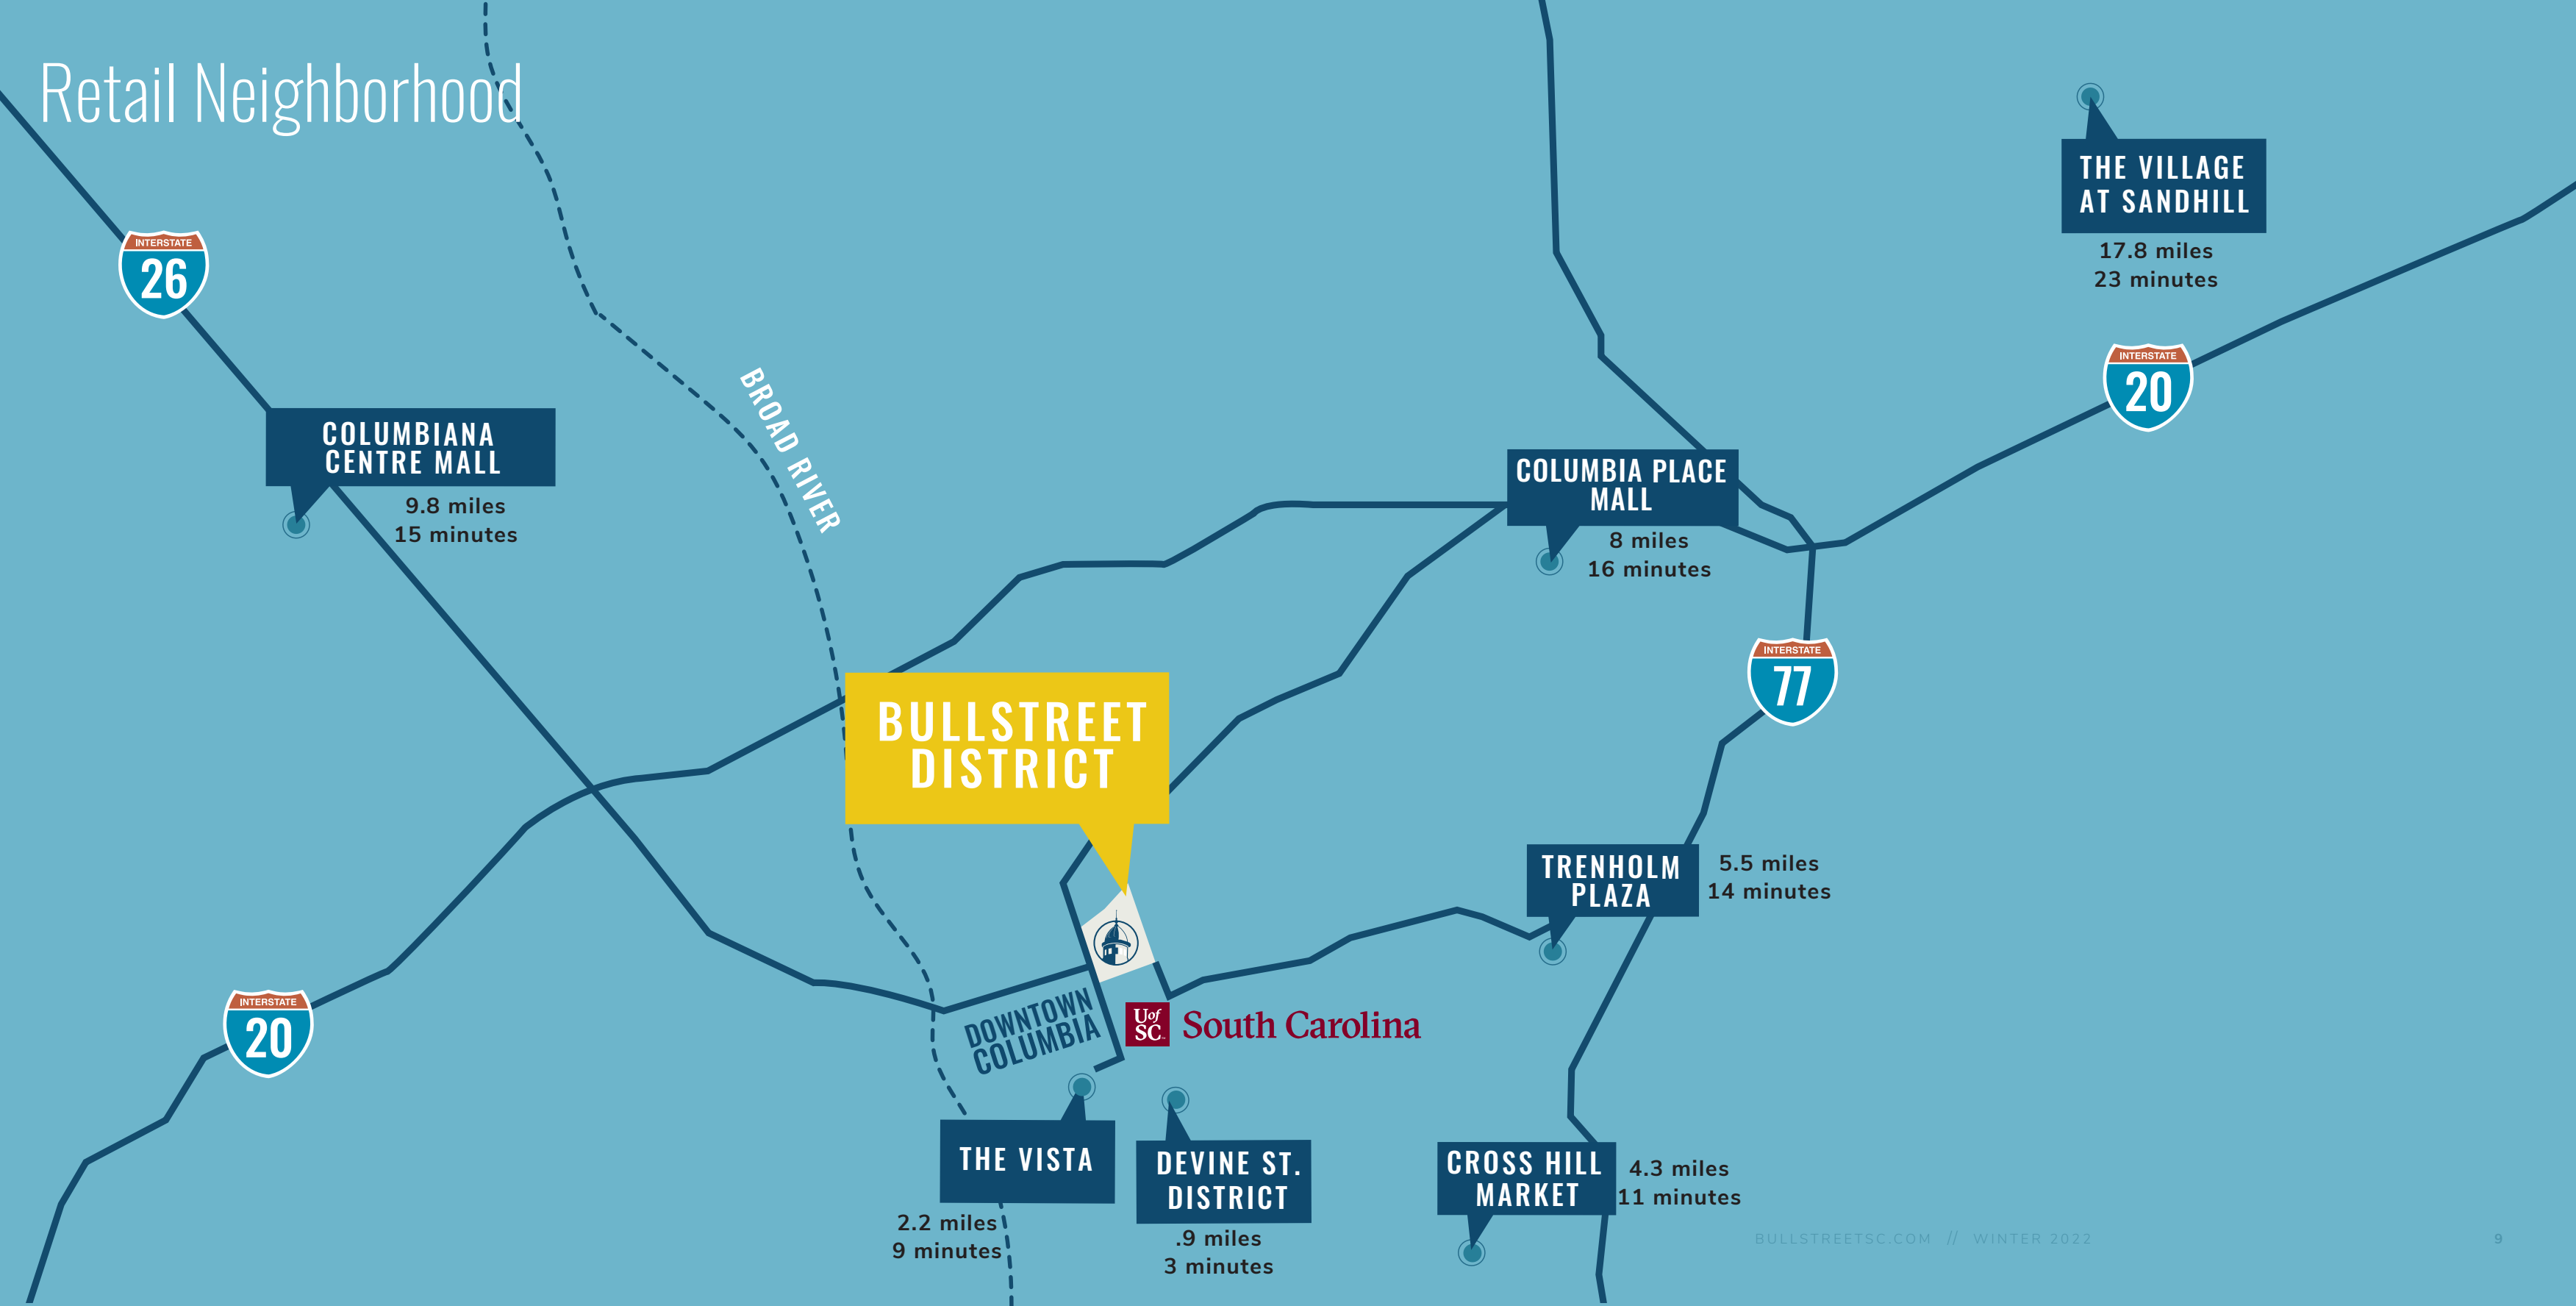 Retail Neighborhood
INTERSTATE
26
THE VILLAGE
AT SANDHILL
17.8 miles
23 minutes
INTERSTATE
20
COLUMBIANA
CENTRE MALL
9.8 miles
15 minutes
BROAD RIVER
COLUMBIA PLACE
MALL
8 miles
16 minutes
INTERSTATE
77
BULLSTREET
DISTRICT
TRENHOLM
PLAZA
5.5 miles
14 minutes
INTERSTATE
20
DOWNTOWN
COLUMBIA
U of
SC
South Carolina
THE VISTA
2.2 miles
9 minutes
DEVINE ST.
DISTRICT
.9 miles
3 minutes
CROSS HILL
MARKET
4.3 miles
11 minutes
BULLSTREETSC.COM // WINTER 2022
9